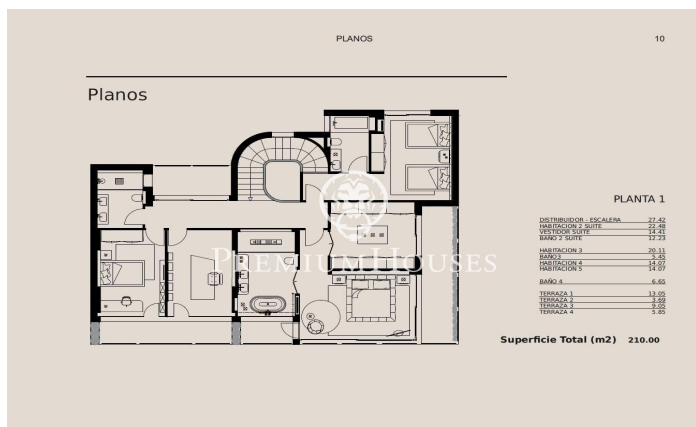 PLANOS 10
Planos
PREMIUM HOUSES
PLANTA 1
DISTRIBUIDOR - ESCALERA 27.42
HABITACION 2 SUITE 22.48
VESTIDOR SUITE 14.41
BAÑO 2 SUITE 12.23
HABITACION 3 20.11
BAÑO3 5.45
HABITACION 4 14.07
HABITACION 5 14.07
BAÑO 4 6.65
TERRAZA 1 13.05
TERRAZA 2 3.69
TERRAZA 3 9.05
TERRAZA 4 5.85
Superficie Total (m2) 210.00